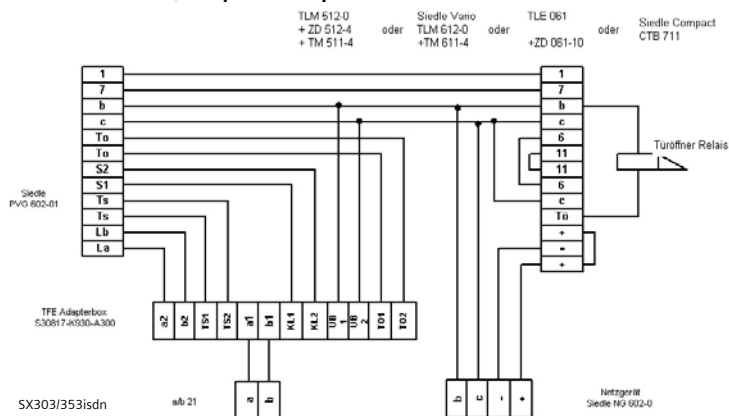 TLM 512-0
+ ZD 512-4
+ TM 511-4
oder
Siedle Vario
TLM 612-0
+TM 611-4
oder
TLE 061
+ZD 061-10
oder
Siedle Compact
CTB 711
1
7
b
c
To
To
S2
S1
Ts
Ts
Lb
La
Siedle
PVG 602-01
1
7
b
c
6
11
11
6
c
Tö
+
-
+
Türöffner Relais
TFE Adapterbox
S30817-K930-A300
a2
b2
TS1
TS2
a1
b1
KL1
KL2
UB 1
UB 2
TO1
TO2
SX303/353isdn
a/b 21
a
b
b
c
-
+
Netzgerät
Siedle NG 602-0